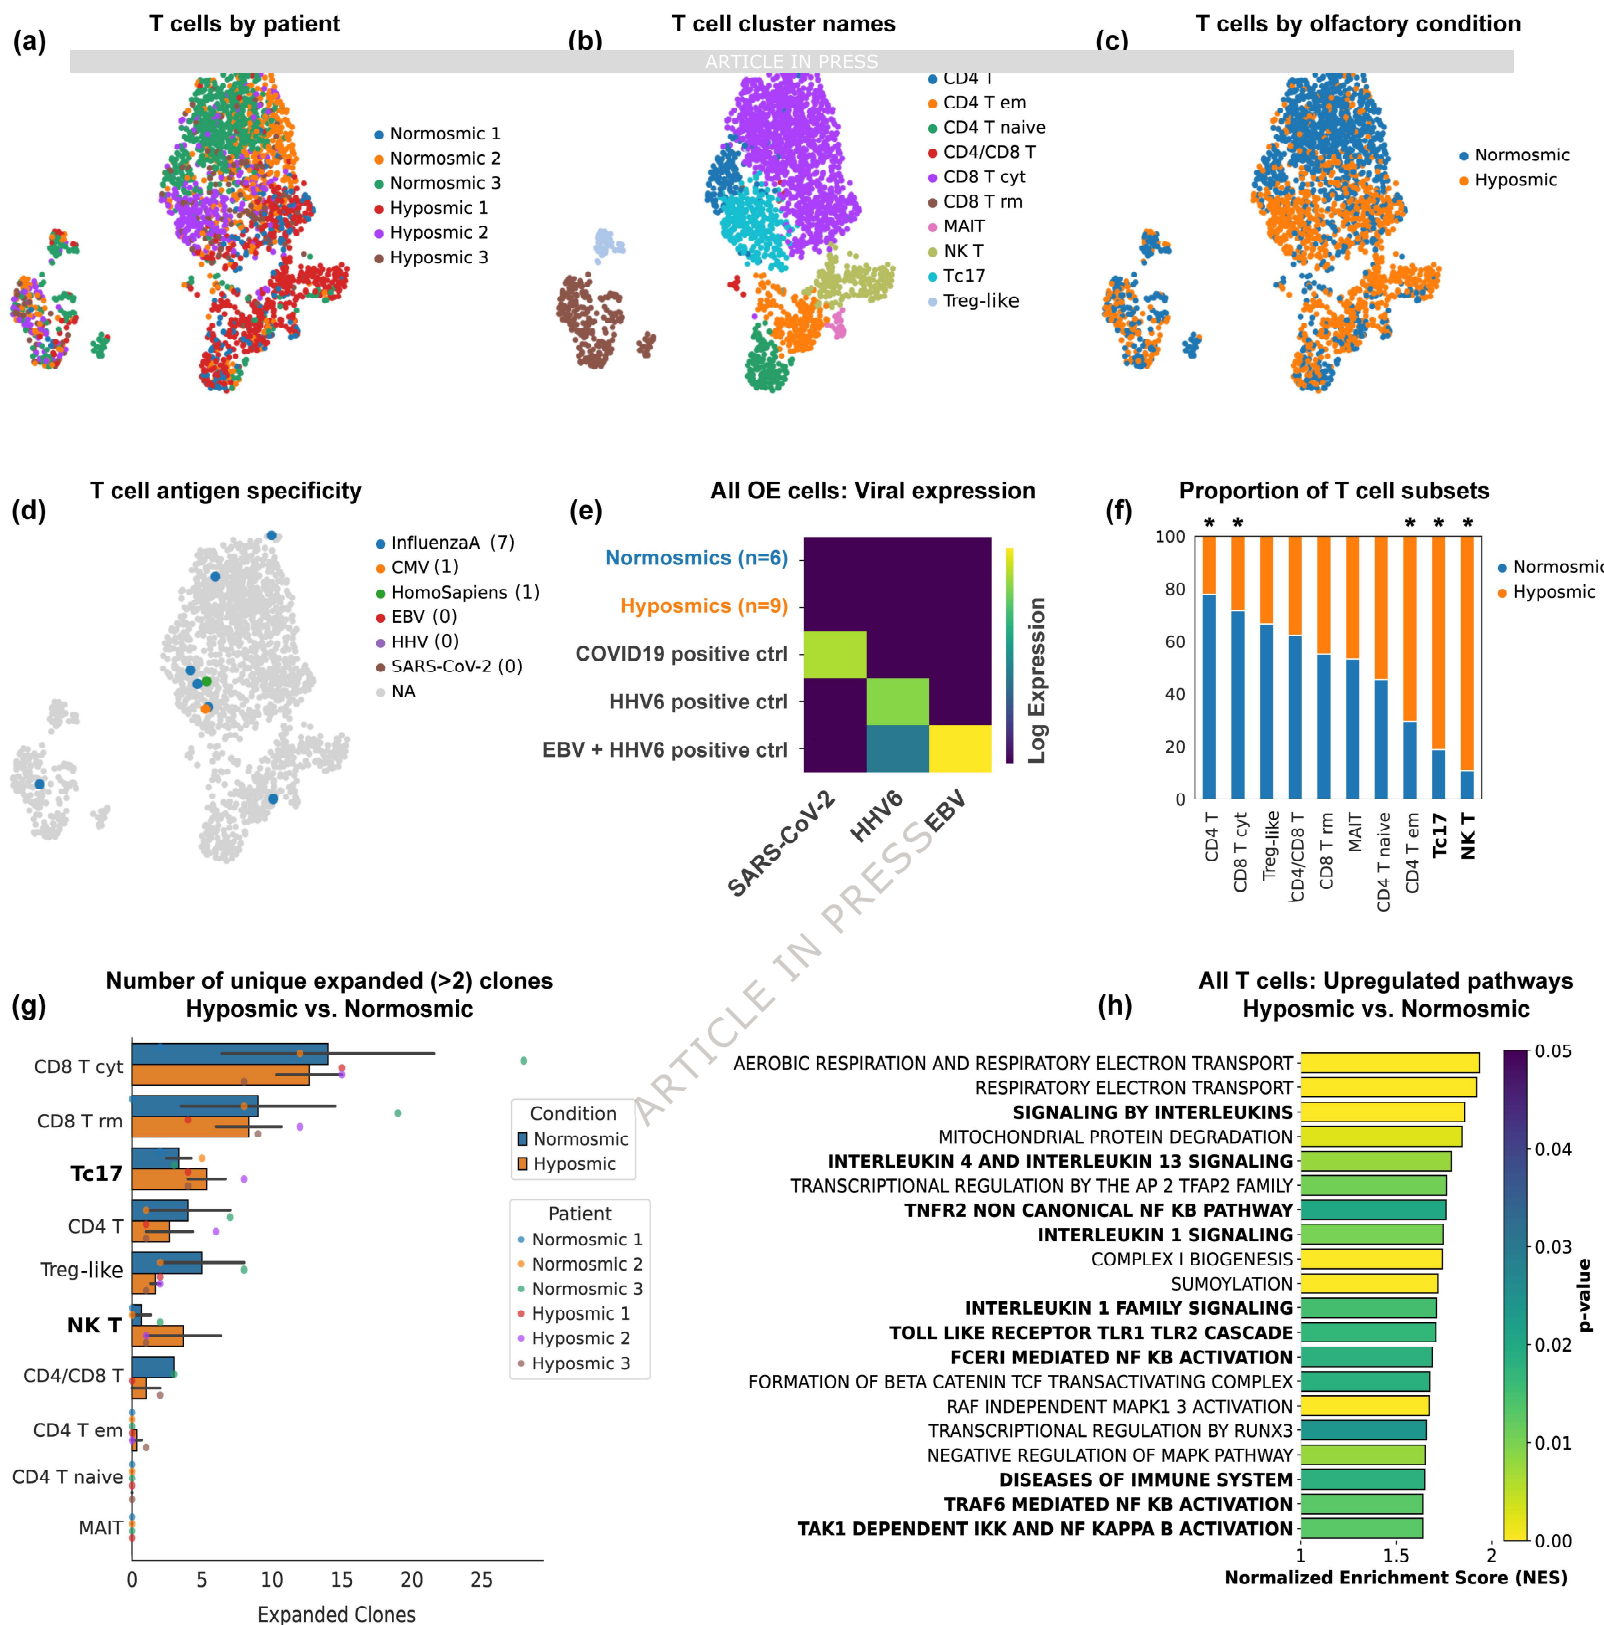 (a)
T cells by patient
(b)
T cell cluster names
(c)
T cells by olfactory condition
ARTICLE IN PRESS
Normosmic 1
Normosmic 2
Normosmic 3
Hyposmic 1
Hyposmic 2
Hyposmic 3
CD4 T
CD4 T em
CD4 T naive
CD4/CD8 T
CD8 T cyt
CD8 T rm
MAIT
NK T
Tc17
Treg-like
Normosmic
Hyposmic
(d)
T cell antigen specificity
InfluenzaA (7)
CMV (1)
HomoSapiens (1)
EBV (0)
HHV (0)
SARS-CoV-2 (0)
NA
(e)
All OE cells: Viral expression
Normosmics (n=6)
Hyposmics (n=9)
COVID19 positive ctrl
HHV6 positive ctrl
EBV + HHV6 positive ctrl
SARS-CoV-2
HHV6
EBV
Log Expression
(f)
Proportion of T cell subsets
* * * * *
100
80
60
40
20
0
CD4 T
CD8 T cyt
Treg-like
CD4/CD8 T
CD8 T rm
MAIT
CD4 T naive
CD4 T em
Tc17
NK T
Normosmic
Hyposmic
ARTICLE IN PRESS
(g)
Number of unique expanded (>2) clones
Hyposmic vs. Normosmic
CD8 T cyt
CD8 T rm
Tc17
CD4 T
Treg-like
NK T
CD4/CD8 T
CD4 T em
CD4 T naive
MAIT
0 5 10 15 20 25
Expanded Clones
Condition
Normosmic
Hyposmic
Patient
Normosmic 1
Normosmic 2
Normosmic 3
Hyposmic 1
Hyposmic 2
Hyposmic 3
(h)
All T cells: Upregulated pathways
Hyposmic vs. Normosmic
AEROBIC RESPIRATION AND RESPIRATORY ELECTRON TRANSPORT
RESPIRATORY ELECTRON TRANSPORT
SIGNALING BY INTERLEUKINS
MITOCHONDRIAL PROTEIN DEGRADATION
INTERLEUKIN 4 AND INTERLEUKIN 13 SIGNALING
TRANSCRIPTIONAL REGULATION BY THE AP 2 TFAP2 FAMILY
TNFR2 NON CANONICAL NF KB PATHWAY
INTERLEUKIN 1 SIGNALING
COMPLEX I BIOGENESIS
SUMOYLATION
INTERLEUKIN 1 FAMILY SIGNALING
TOLL LIKE RECEPTOR TLR1 TLR2 CASCADE
FCERI MEDIATED NF KB ACTIVATION
FORMATION OF BETA CATENIN TCF TRANSACTIVATING COMPLEX
RAF INDEPENDENT MAPK1 3 ACTIVATION
TRANSCRIPTIONAL REGULATION BY RUNX3
NEGATIVE REGULATION OF MAPK PATHWAY
DISEASES OF IMMUNE SYSTEM
TRAF6 MEDIATED NF KB ACTIVATION
TAK1 DEPENDENT IKK AND NF KAPPA B ACTIVATION
1 1.5 2
Normalized Enrichment Score (NES)
0.05
0.04
0.03
0.02
0.01
0.00
p-value